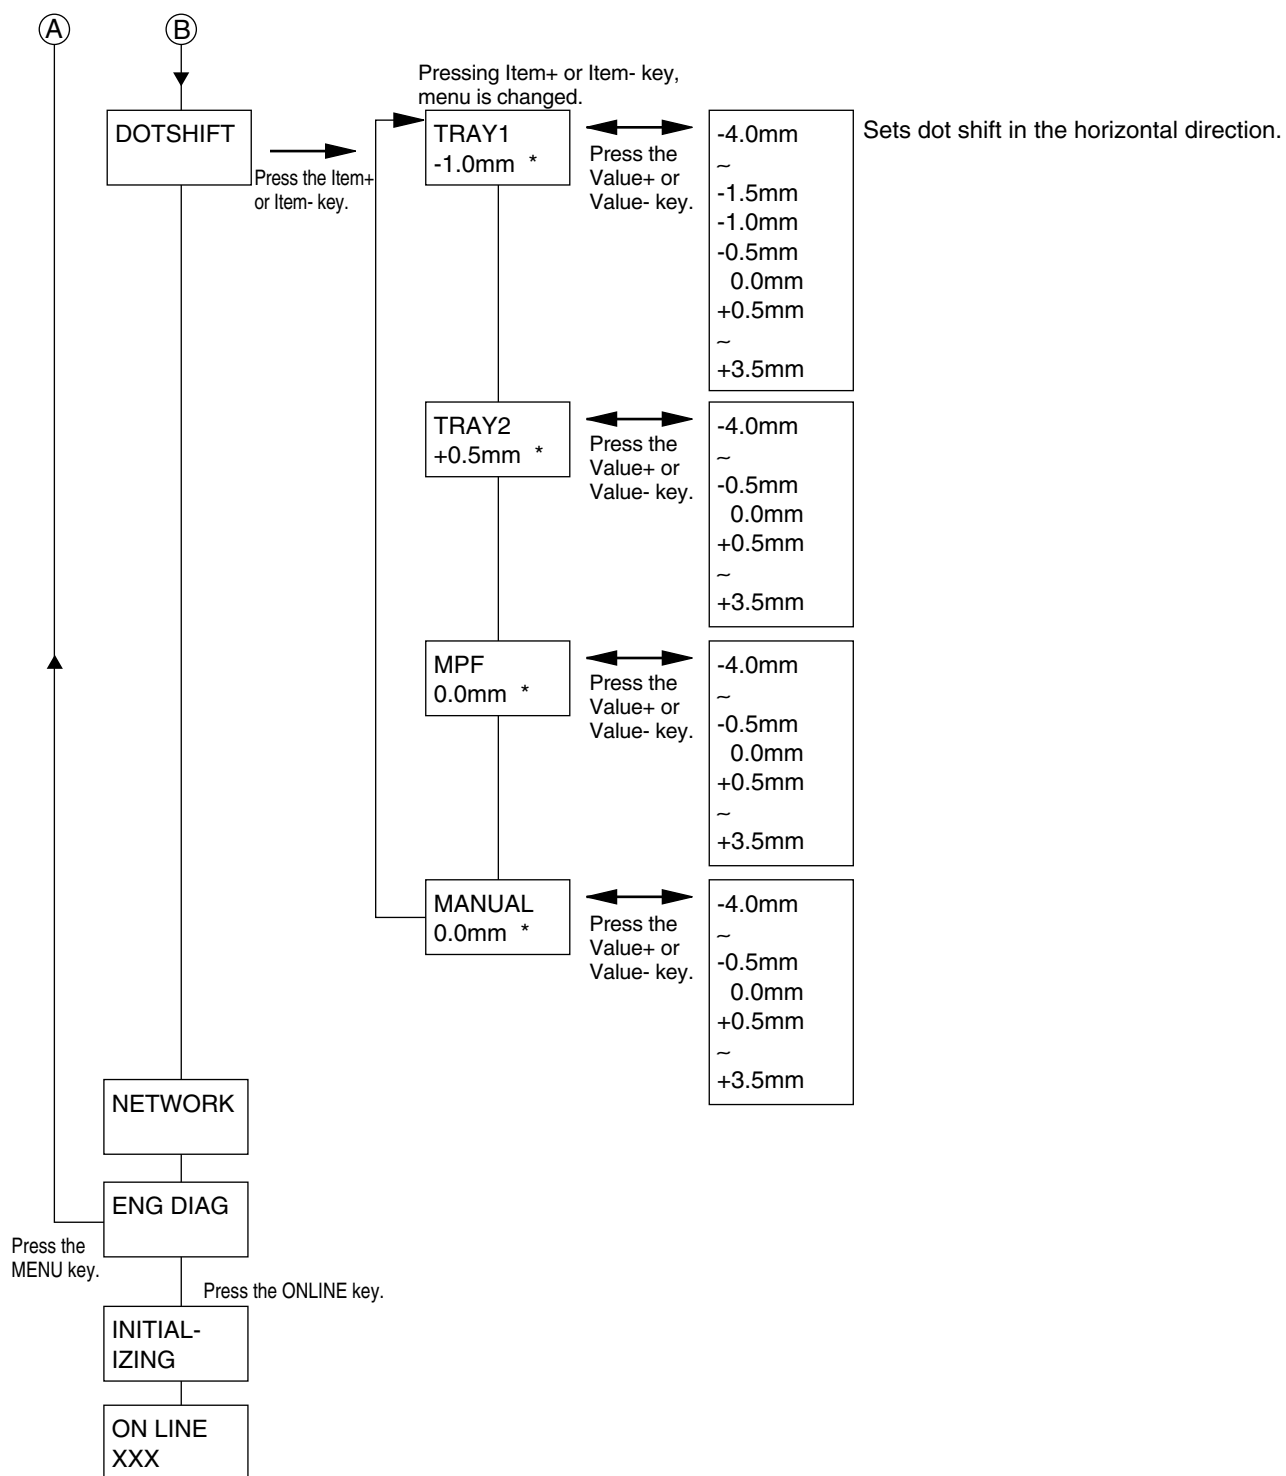 A
B
DOTSHIFT
Press the Item+
or Item- key.
Pressing Item+ or Item- key,
menu is changed.
TRAY1
-1.0mm *
Press the
Value+ or
Value- key.
-4.0mm
~
-1.5mm
-1.0mm
-0.5mm
0.0mm
+0.5mm
~
+3.5mm
Sets dot shift in the horizontal direction.
TRAY2
+0.5mm *
Press the
Value+ or
Value- key.
-4.0mm
~
-0.5mm
0.0mm
+0.5mm
~
+3.5mm
MPF
0.0mm *
Press the
Value+ or
Value- key.
-4.0mm
~
-0.5mm
0.0mm
+0.5mm
~
+3.5mm
MANUAL
0.0mm *
Press the
Value+ or
Value- key.
-4.0mm
~
-0.5mm
0.0mm
+0.5mm
~
+3.5mm
NETWORK
ENG DIAG
Press the
MENU key.
Press the ONLINE key.
INITIAL-
IZING
ON LINE
XXX